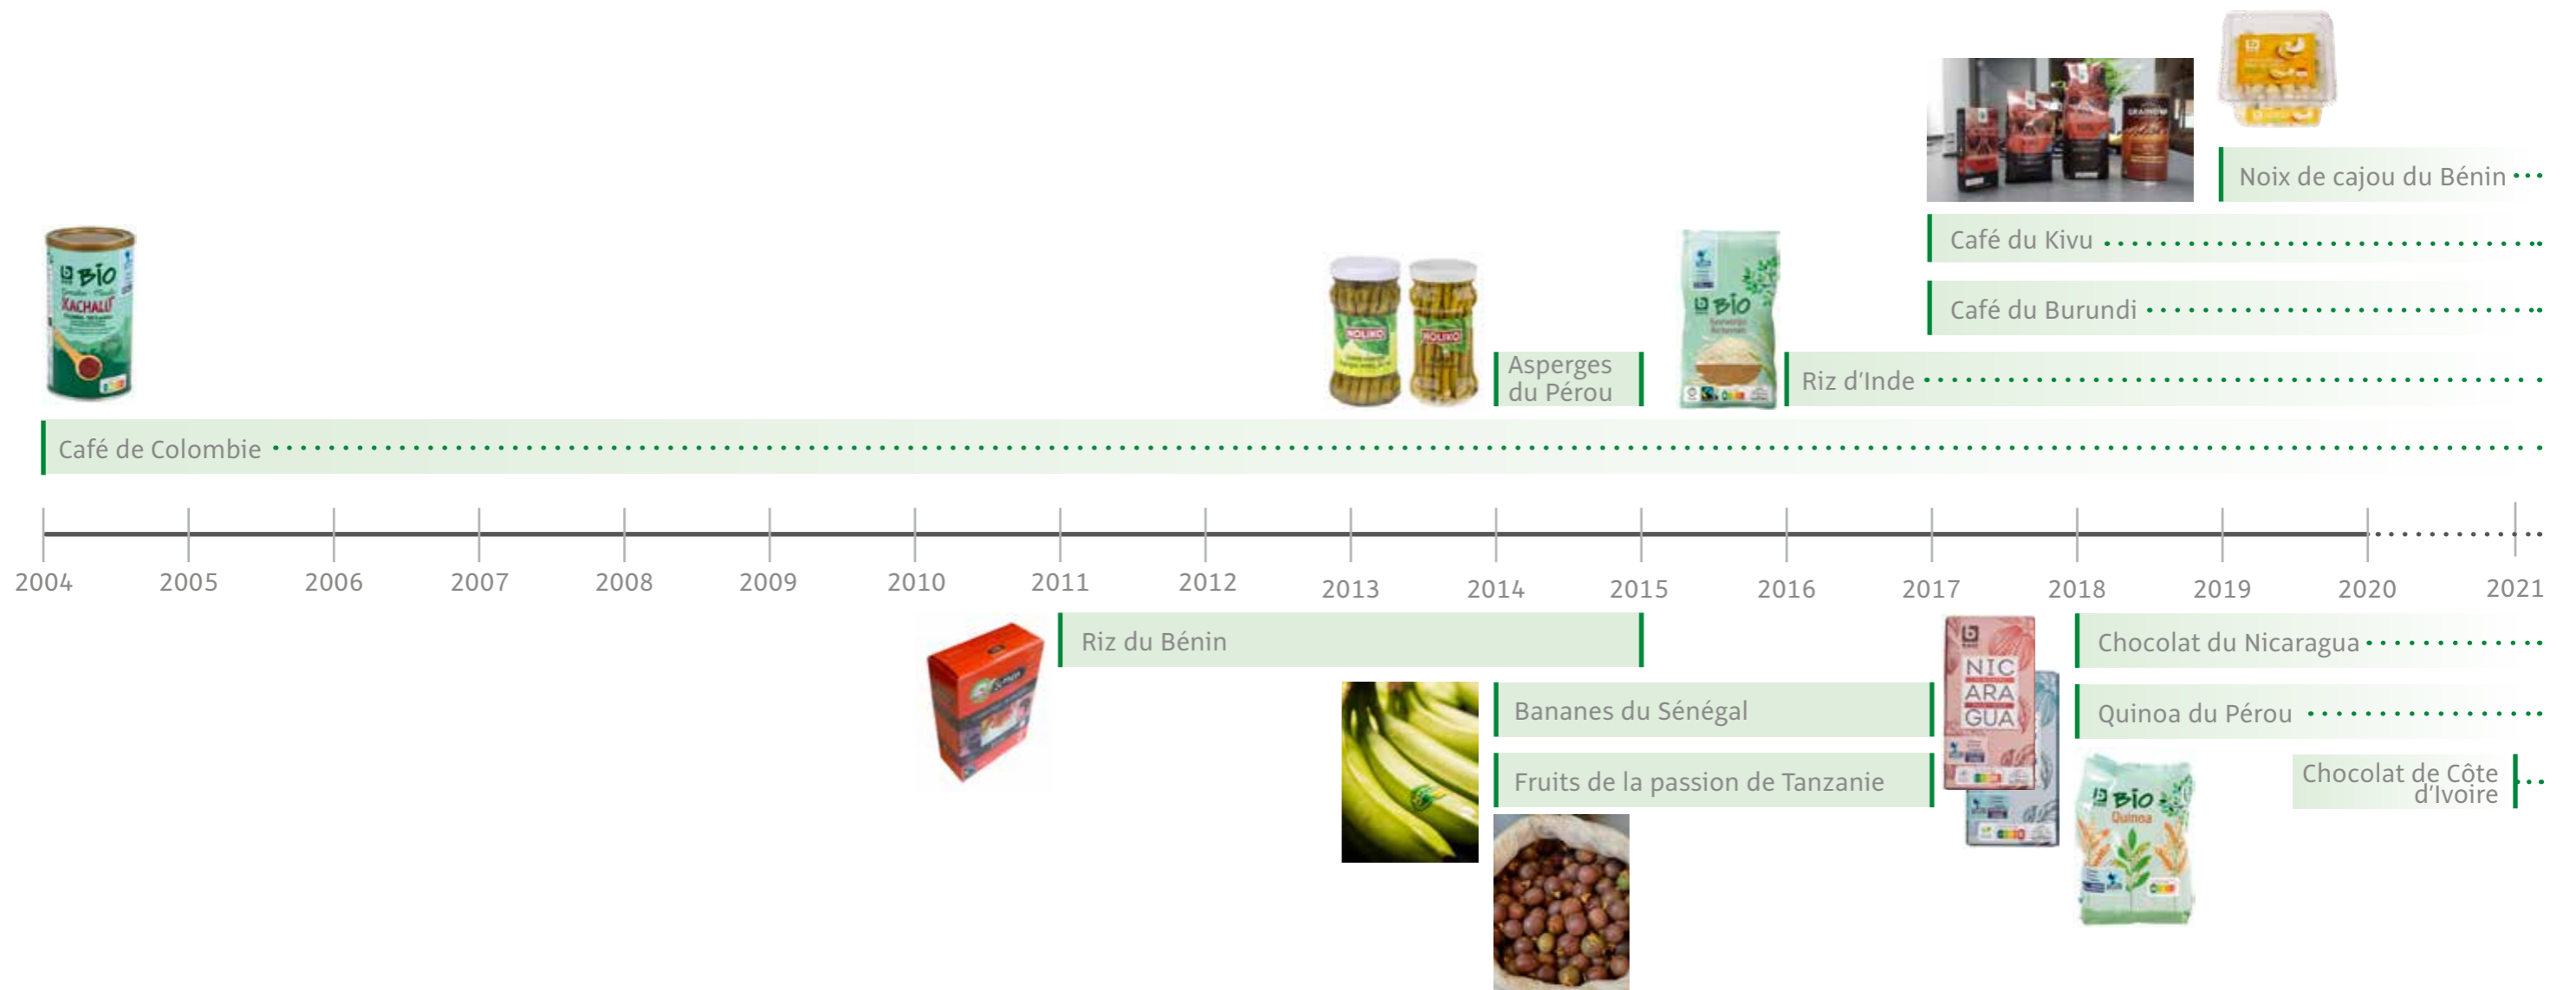 Noix de cajou du Bénin
Café du Kivu
Café du Burundi
BIO
KACHALU
NOLIKO
NOLIKO
Asperges
du Pérou
BIO
Riz d'Inde
Café de Colombie
2004
2005
2006
2007
2008
2009
2010
2011
2012
2013
2014
2015
2016
2017
2018
2019
2020
2021
Riz du Bénin
Chocolat du Nicaragua
NIC
ARA
GUA
Bananes du Sénégal
Quinoa du Pérou
Fruits de la passion de Tanzanie
Chocolat de Côte
d'Ivoire
BIO
Quinoa